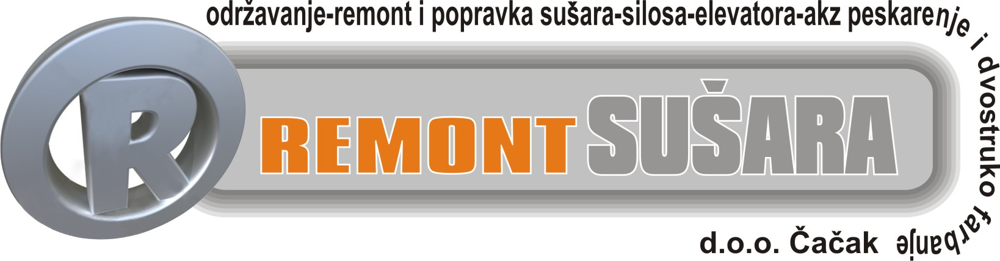 održavanje-remont i popravka sušara-silosa-elevatora-akz peskarenje i dvostruko farbanje
R
REMONT SUŠARA
d.o.o. Čačak